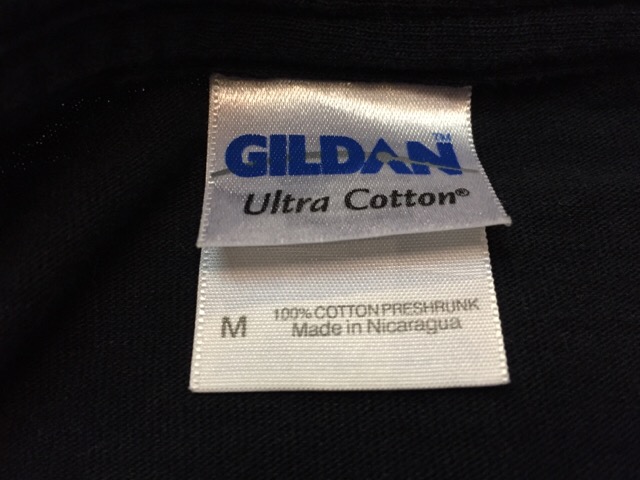 GILDAN™
Ultra Cotton®
M
100% COTTON PRESHRUNK
Made in Nicaragua